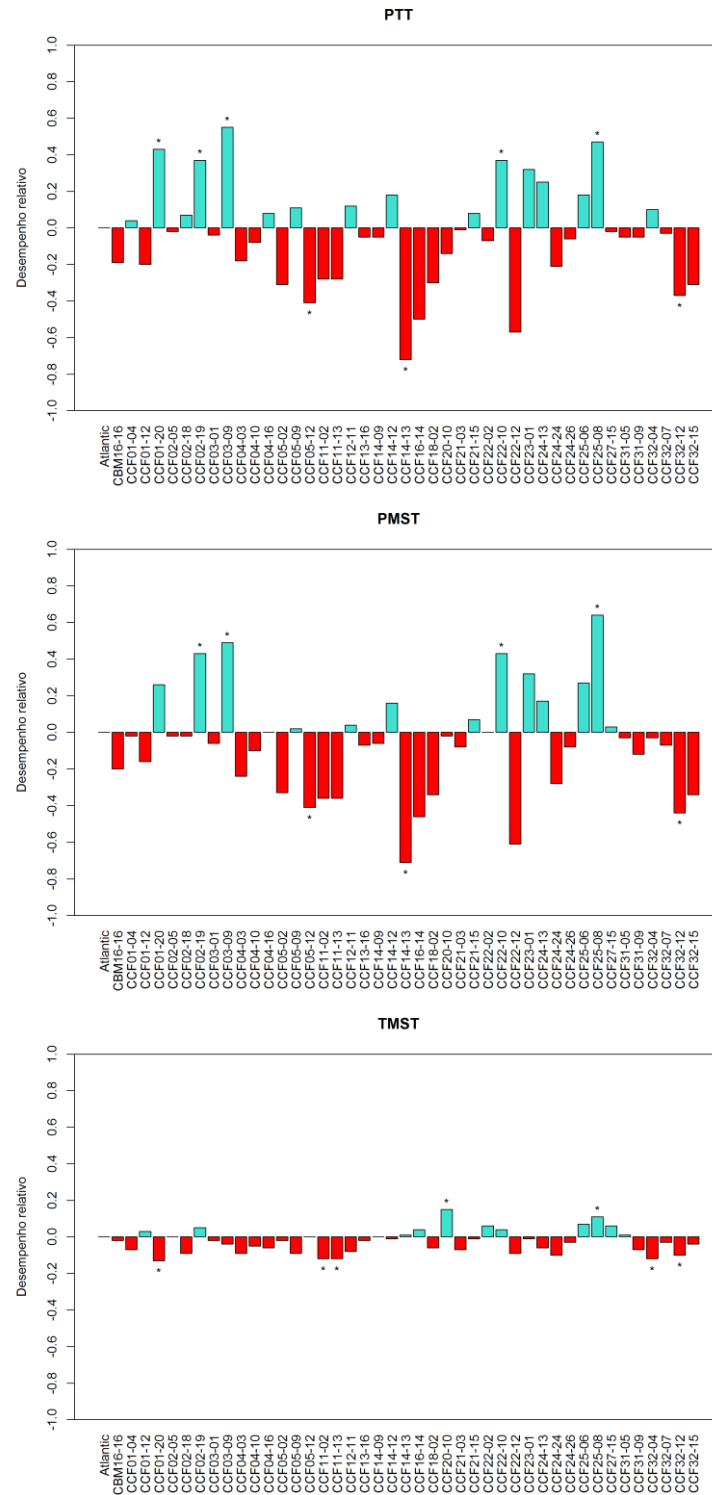 PTT
Desempenho relativo
1.0
0.8
0.6
0.4
0.2
0.0
-0.2
-0.4
-0.6
-0.8
-1.0
* * * * * * * *
Atlantic
CBM16-16
CCF01-04
CCF01-12
CCF01-20
CCF02-05
CCF02-18
CCF02-19
CCF03-01
CCF03-09
CCF04-03
CCF04-10
CCF04-16
CCF05-02
CCF05-09
CCF05-12
CCF11-02
CCF11-13
CCF12-11
CCF13-16
CCF14-09
CCF14-12
CCF14-13
CCF16-14
CCF18-02
CCF20-10
CCF21-03
CCF21-15
CCF22-02
CCF22-10
CCF22-12
CCF23-01
CCF24-13
CCF24-24
CCF24-26
CCF25-06
CCF25-08
CCF27-15
CCF31-05
CCF31-09
CCF32-04
CCF32-07
CCF32-12
CCF32-15
PMST
Desempenho relativo
1.0
0.8
0.6
0.4
0.2
0.0
-0.2
-0.4
-0.6
-0.8
-1.0
* * * * * * *
Atlantic
CBM16-16
CCF01-04
CCF01-12
CCF01-20
CCF02-05
CCF02-18
CCF02-19
CCF03-01
CCF03-09
CCF04-03
CCF04-10
CCF04-16
CCF05-02
CCF05-09
CCF05-12
CCF11-02
CCF11-13
CCF12-11
CCF13-16
CCF14-09
CCF14-12
CCF14-13
CCF16-14
CCF18-02
CCF20-10
CCF21-03
CCF21-15
CCF22-02
CCF22-10
CCF22-12
CCF23-01
CCF24-13
CCF24-24
CCF24-26
CCF25-06
CCF25-08
CCF27-15
CCF31-05
CCF31-09
CCF32-04
CCF32-07
CCF32-12
CCF32-15
TMST
Desempenho relativo
1.0
0.8
0.6
0.4
0.2
0.0
-0.2
-0.4
-0.6
-0.8
-1.0
* * * * * * *
Atlantic
CBM16-16
CCF01-04
CCF01-12
CCF01-20
CCF02-05
CCF02-18
CCF02-19
CCF03-01
CCF03-09
CCF04-03
CCF04-10
CCF04-16
CCF05-02
CCF05-09
CCF05-12
CCF11-02
CCF11-13
CCF12-11
CCF13-16
CCF14-09
CCF14-12
CCF14-13
CCF16-14
CCF18-02
CCF20-10
CCF21-03
CCF21-15
CCF22-02
CCF22-10
CCF22-12
CCF23-01
CCF24-13
CCF24-24
CCF24-26
CCF25-06
CCF25-08
CCF27-15
CCF31-05
CCF31-09
CCF32-04
CCF32-07
CCF32-12
CCF32-15